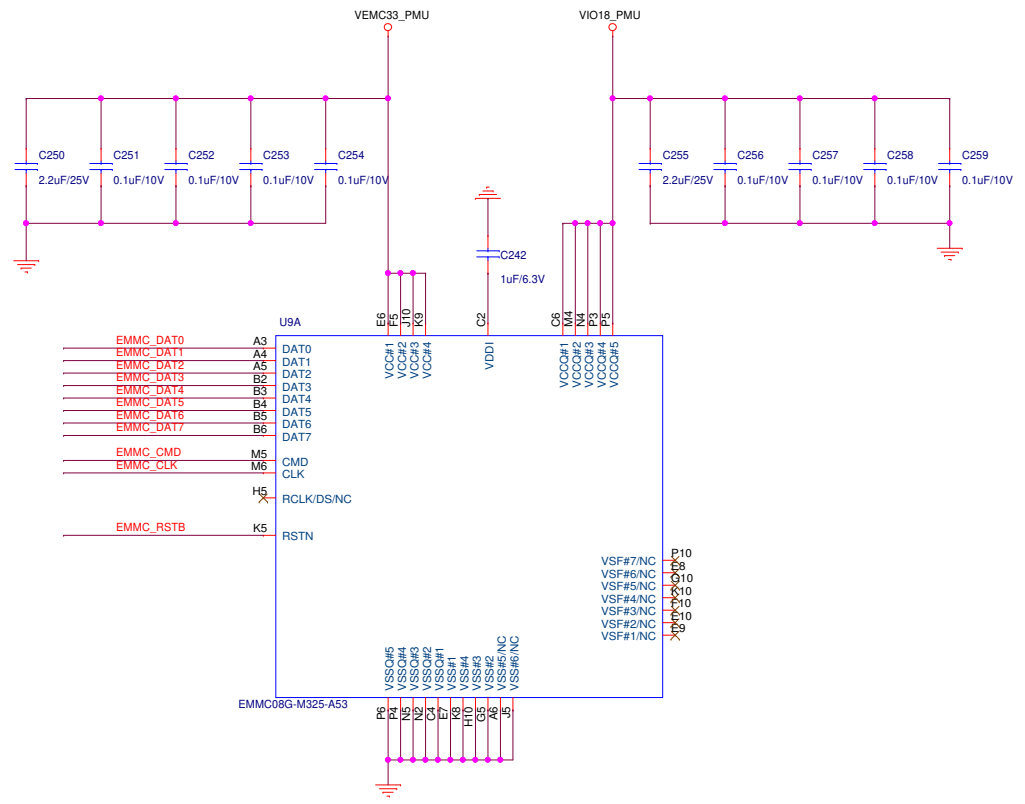 VEMC33_PMU
VIO18_PMU
C250
2.2uF/25V
C251
0.1uF/10V
C252
0.1uF/10V
C253
0.1uF/10V
C254
0.1uF/10V
C255
2.2uF/25V
C256
0.1uF/10V
C257
0.1uF/10V
C258
0.1uF/10V
C259
0.1uF/10V
C242
1uF/6.3V
U9A
E6
F5
J10
K9
C2
C6
M4
N4
P3
P5
VCC#1
VCC#2
VCC#3
VCC#4
VDDI
VCCQ#1
VCCQ#2
VCCQ#3
VCCQ#4
VCCQ#5
EMMC_DAT0 A3 DAT0
EMMC_DAT1 A4 DAT1
EMMC_DAT2 A5 DAT2
EMMC_DAT3 B2 DAT3
EMMC_DAT4 B3 DAT4
EMMC_DAT5 B4 DAT5
EMMC_DAT6 B5 DAT6
EMMC_DAT7 B6 DAT7
EMMC_CMD M5 CMD
EMMC_CLK M6 CLK
H5 RCLK/DS/NC
EMMC_RSTB K5 RSTN
VSF#7/NC P10
VSF#6/NC E8
VSF#5/NC G10
VSF#4/NC K10
VSF#3/NC F10
VSF#2/NC E10
VSF#1/NC E9
VSSQ#5
VSSQ#4
VSSQ#3
VSSQ#2
VSSQ#1
VSS#1
VSS#4
VSS#3
VSS#2
VSS#5/NC
VSS#6/NC
EMMC08G-M325-A53
P6
P4
N5
N2
C4
E7
K8
H10
G5
A6
J5